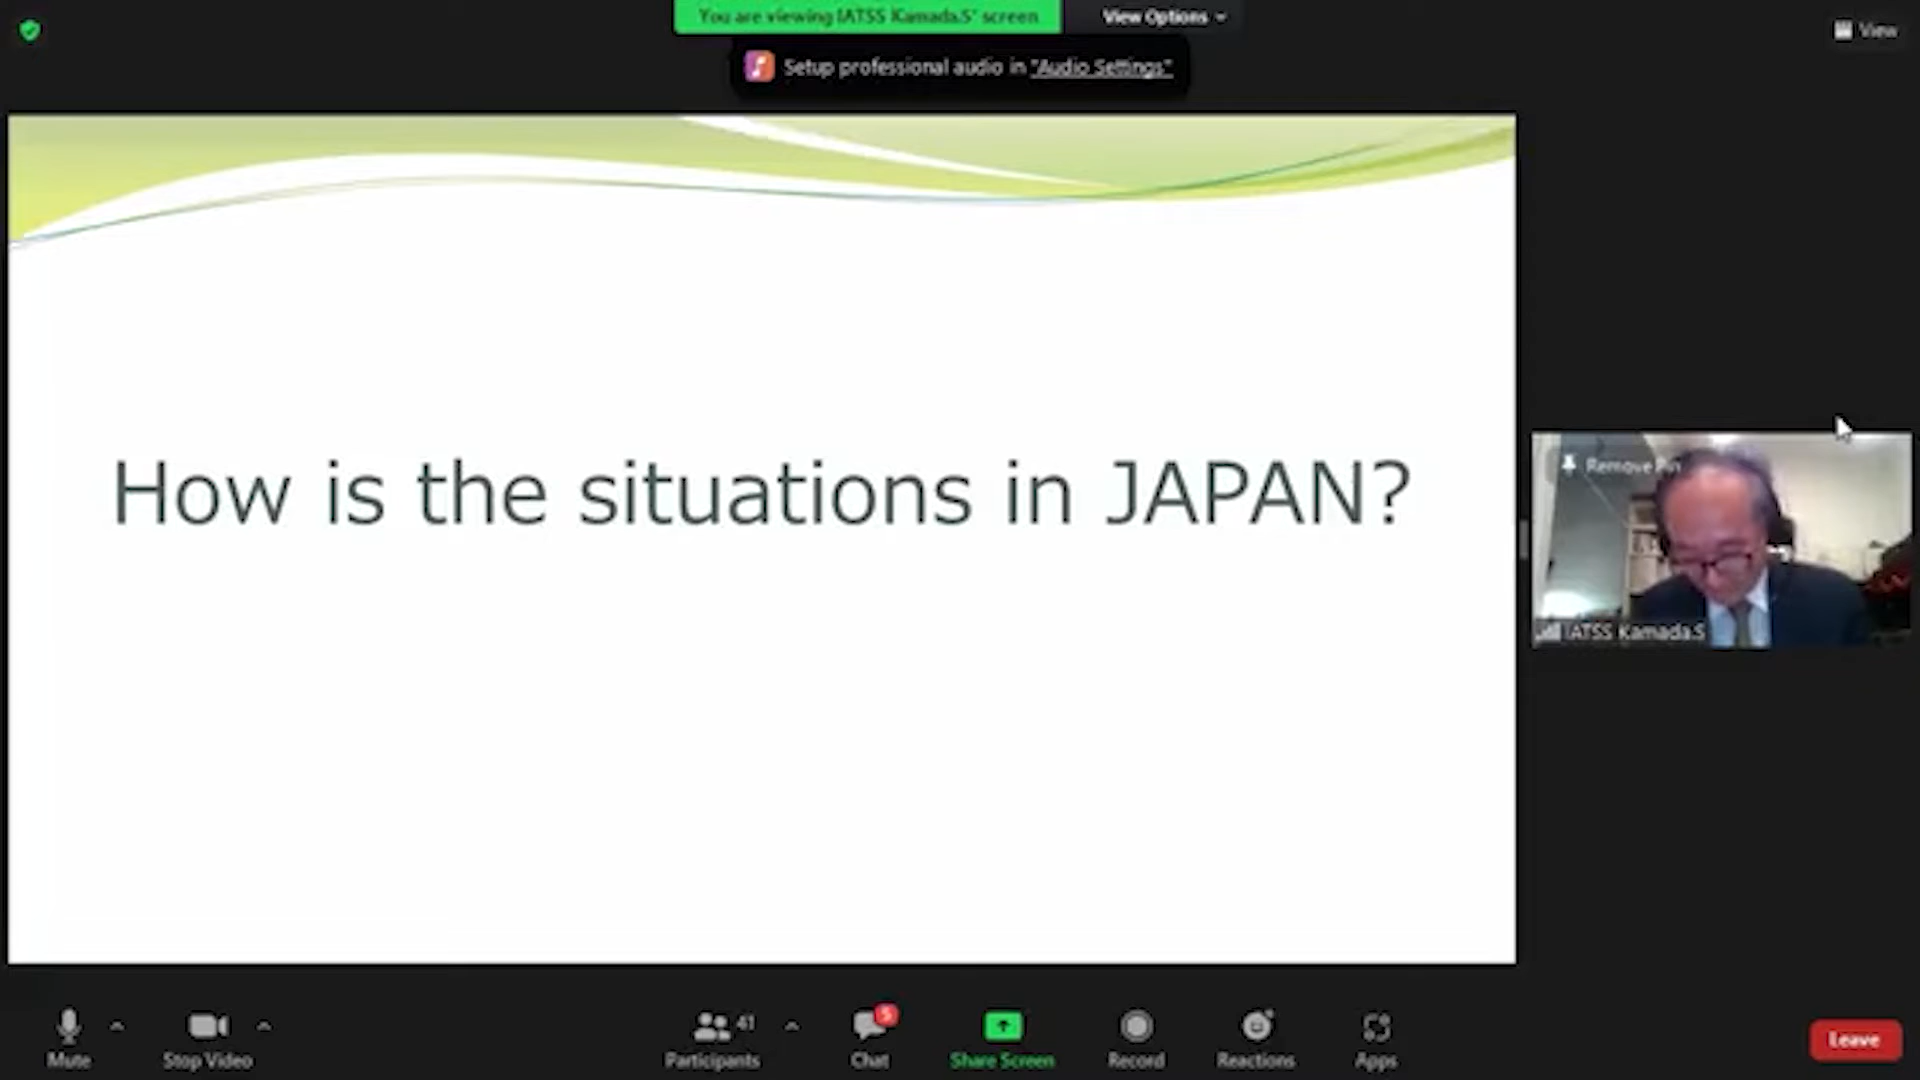 You are viewing IATSS Kamada.S' screen
View Options
View
Setup professional audio in "Audio Settings"
How is the situations in JAPAN?
Remove Pin
IATSS Kamada.S
41
5
Mute
Stop Video
Participants
Chat
Share Screen
Record
Reactions
Apps
Leave